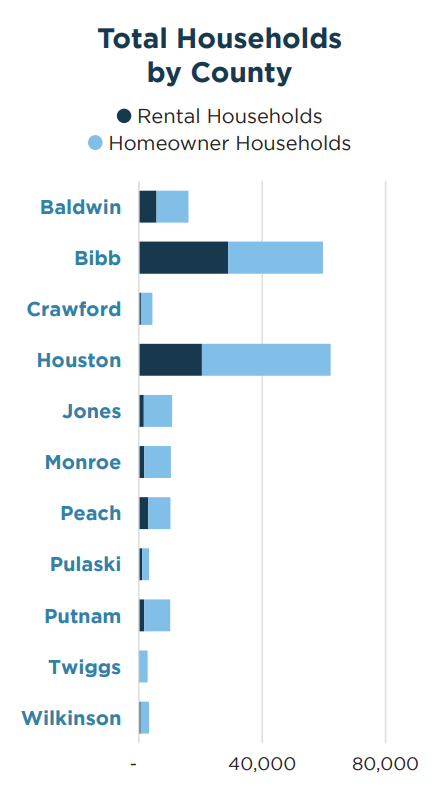 Total Households
by County
Rental Households
Homeowner Households
Baldwin
Bibb
Crawford
Houston
Jones
Monroe
Peach
Pulaski
Putnam
Twiggs
Wilkinson
- 40,000 80,000